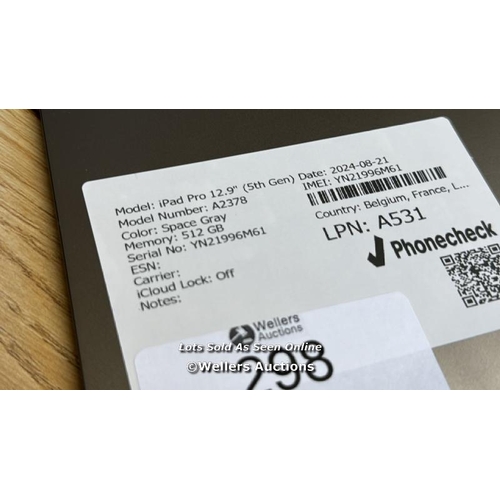 Model: iPad Pro 12.9" (5th Gen) Date: 2024-08-21
Model Number: A2378
IMEI: YN21996M61
Color: Space Gray
Memory: 512 GB
Country: Belgium, France, L...
Serial No: YN21996M61
LPN: A531
ESN:
Carrier:
Phonecheck
iCloud Lock: Off
Notes:
Wellers
Auctions
Lots Sold As Seen Online
298
©Wellers Auctions